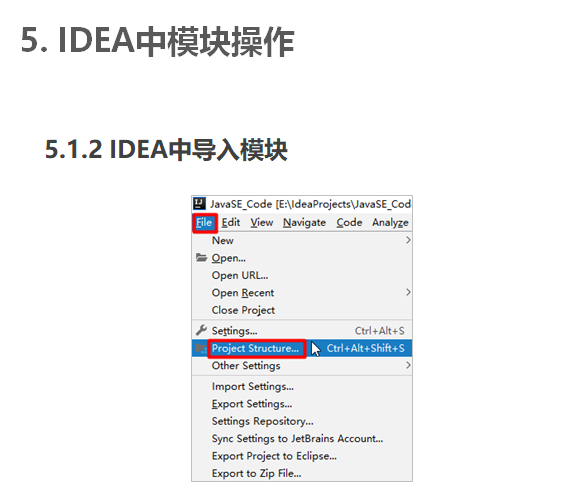 5. IDEA中模块操作
5.1.2 IDEA中导入模块
JavaSE_Code [E:\IdeaProjects\JavaSE_Cod
File Edit View Navigate Code Analyze
New
Open...
Open URL...
Open Recent
Close Project
Settings... Ctrl+Alt+S
Project Structure... Ctrl+Alt+Shift+S
Other Settings
Import Settings...
Export Settings...
Settings Repository...
Sync Settings to JetBrains Account...
Export Project to Eclipse...
Export to Zip File...